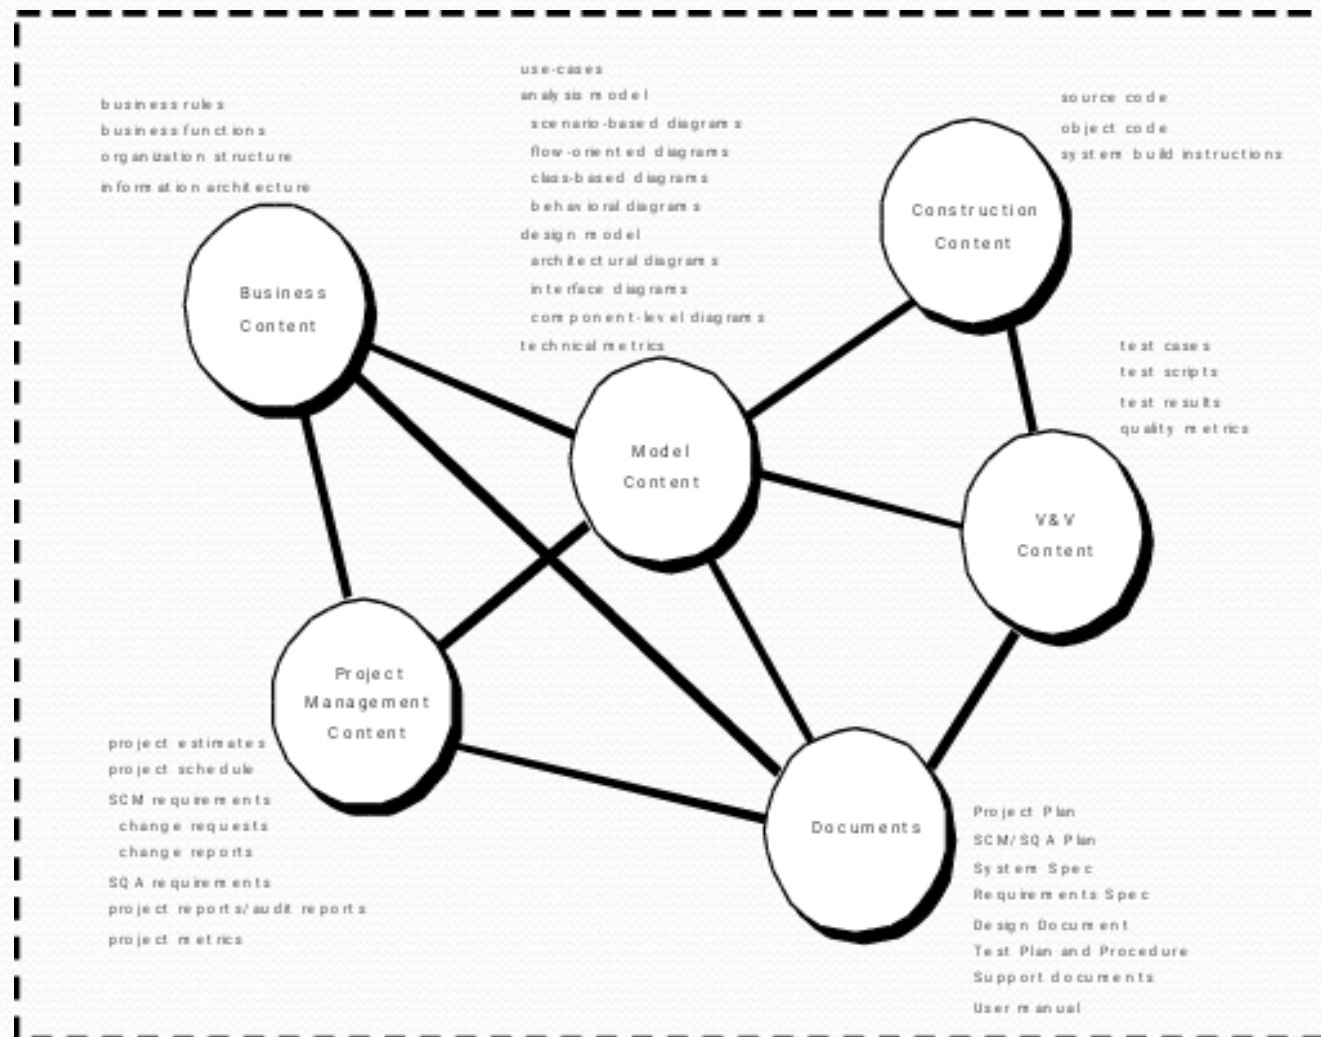 business rules
business functions
organization structure
information architecture
Business
Content
use-cases
analysis model
scenario-based diagrams
flow-oriented diagrams
class-based diagrams
behavioral diagrams
design model
architectural diagrams
interface diagrams
component-level diagrams
technical metrics
Model
Content
source code
object code
system build instructions
Construction
Content
test cases
test scripts
test results
quality metrics
V&V
Content
Project
Management
Content
project estimates
project schedule
SCM requirements
change requests
change reports
SQA requirements
project reports/audit reports
project metrics
Documents
Project Plan
SCM/SQA Plan
System Spec
Requirements Spec
Design Document
Test Plan and Procedure
Support documents
User manual